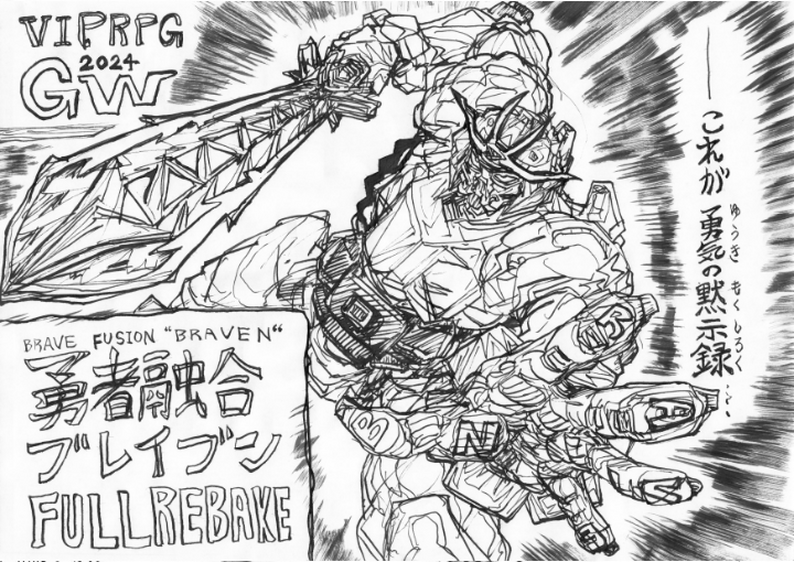 VIPRPG
2024
GW
——これが勇気の黙示録……
ゆうき もくしろく
BRAVE FUSION "BRAVEN"
勇者融合
ブレイブン
FULLREBAKE
B
N